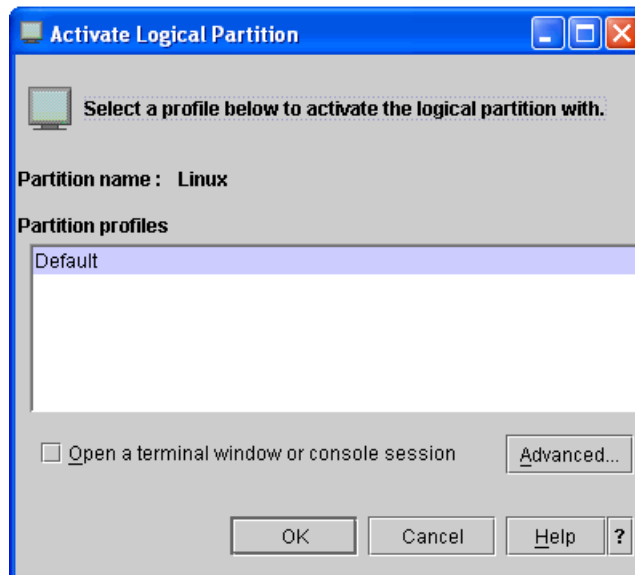 Activate Logical Partition
Select a profile below to activate the logical partition with.
Partition name : Linux
Partition profiles
Default
Open a terminal window or console session
Advanced...
OK
Cancel
Help
?